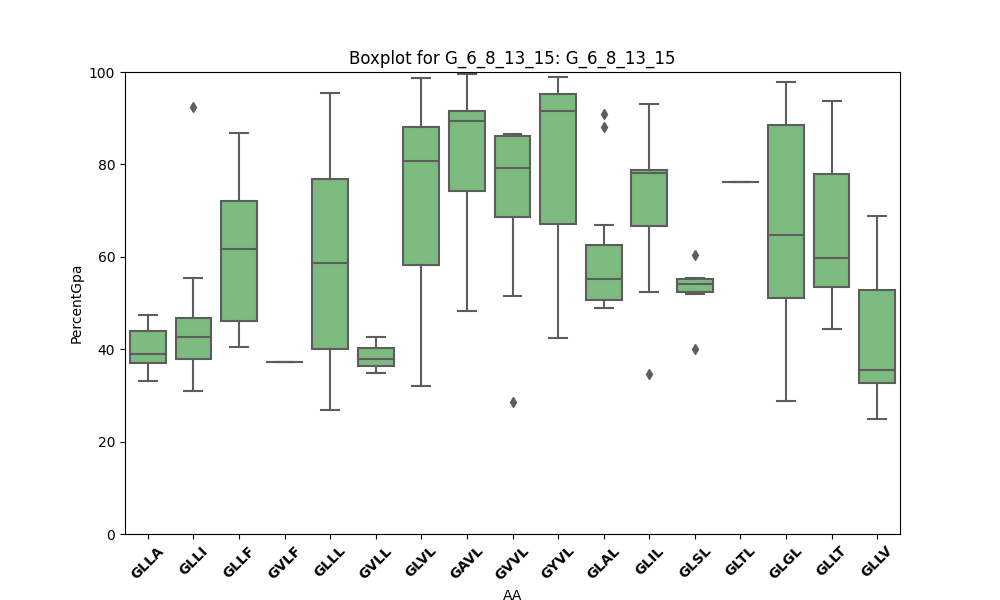 Boxplot for G_6_8_13_15: G_6_8_13_15
100
80
60
40
20
0
PercentGpa
GLLA GLLI GLLF GVLF GLLL GVLL GLVL GAVL GVVL GYVL GLAL GLIL GLSL GLTL GLGL GLLT GLLV
AA